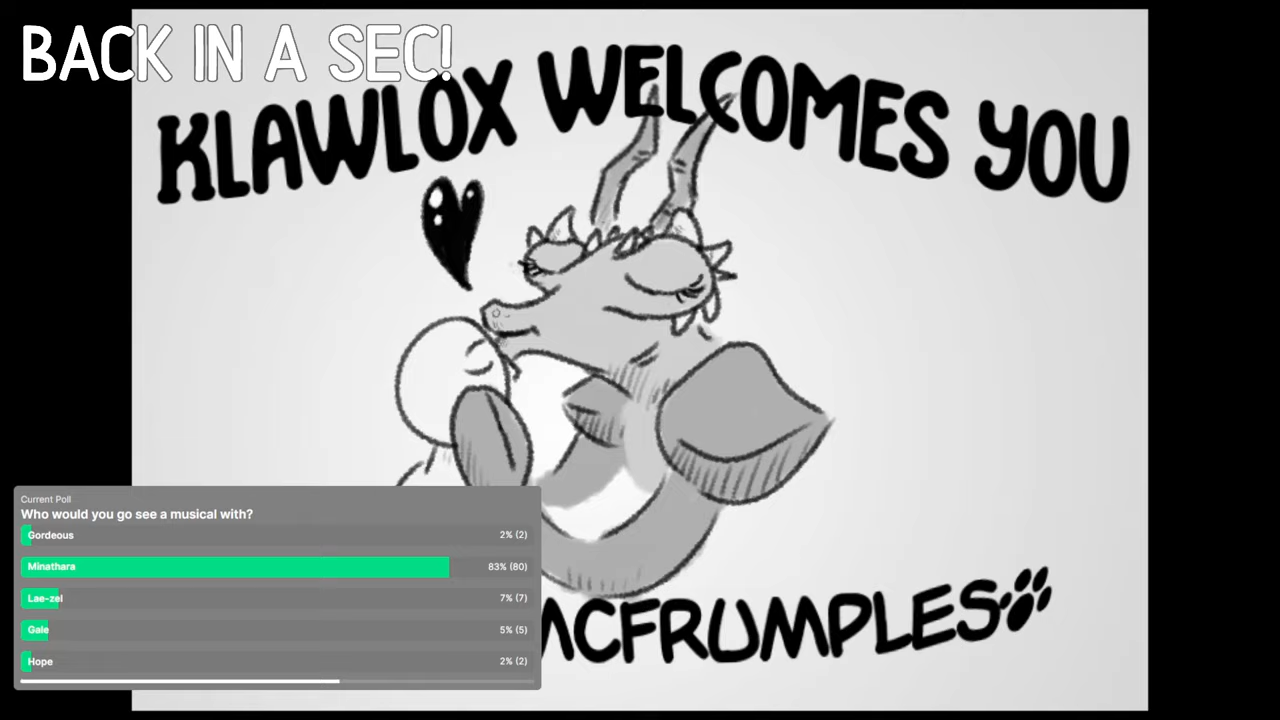 BACK IN A SEC!
KLAWLOX WELCOMES YOU
Current Poll
Who would you go see a musical with?
Gordeous 2% (2)
Minathara 83% (80)
Lae-zel 7% (7)
Gale 5% (5)
Hope 2% (2)
MCFRUMPLES